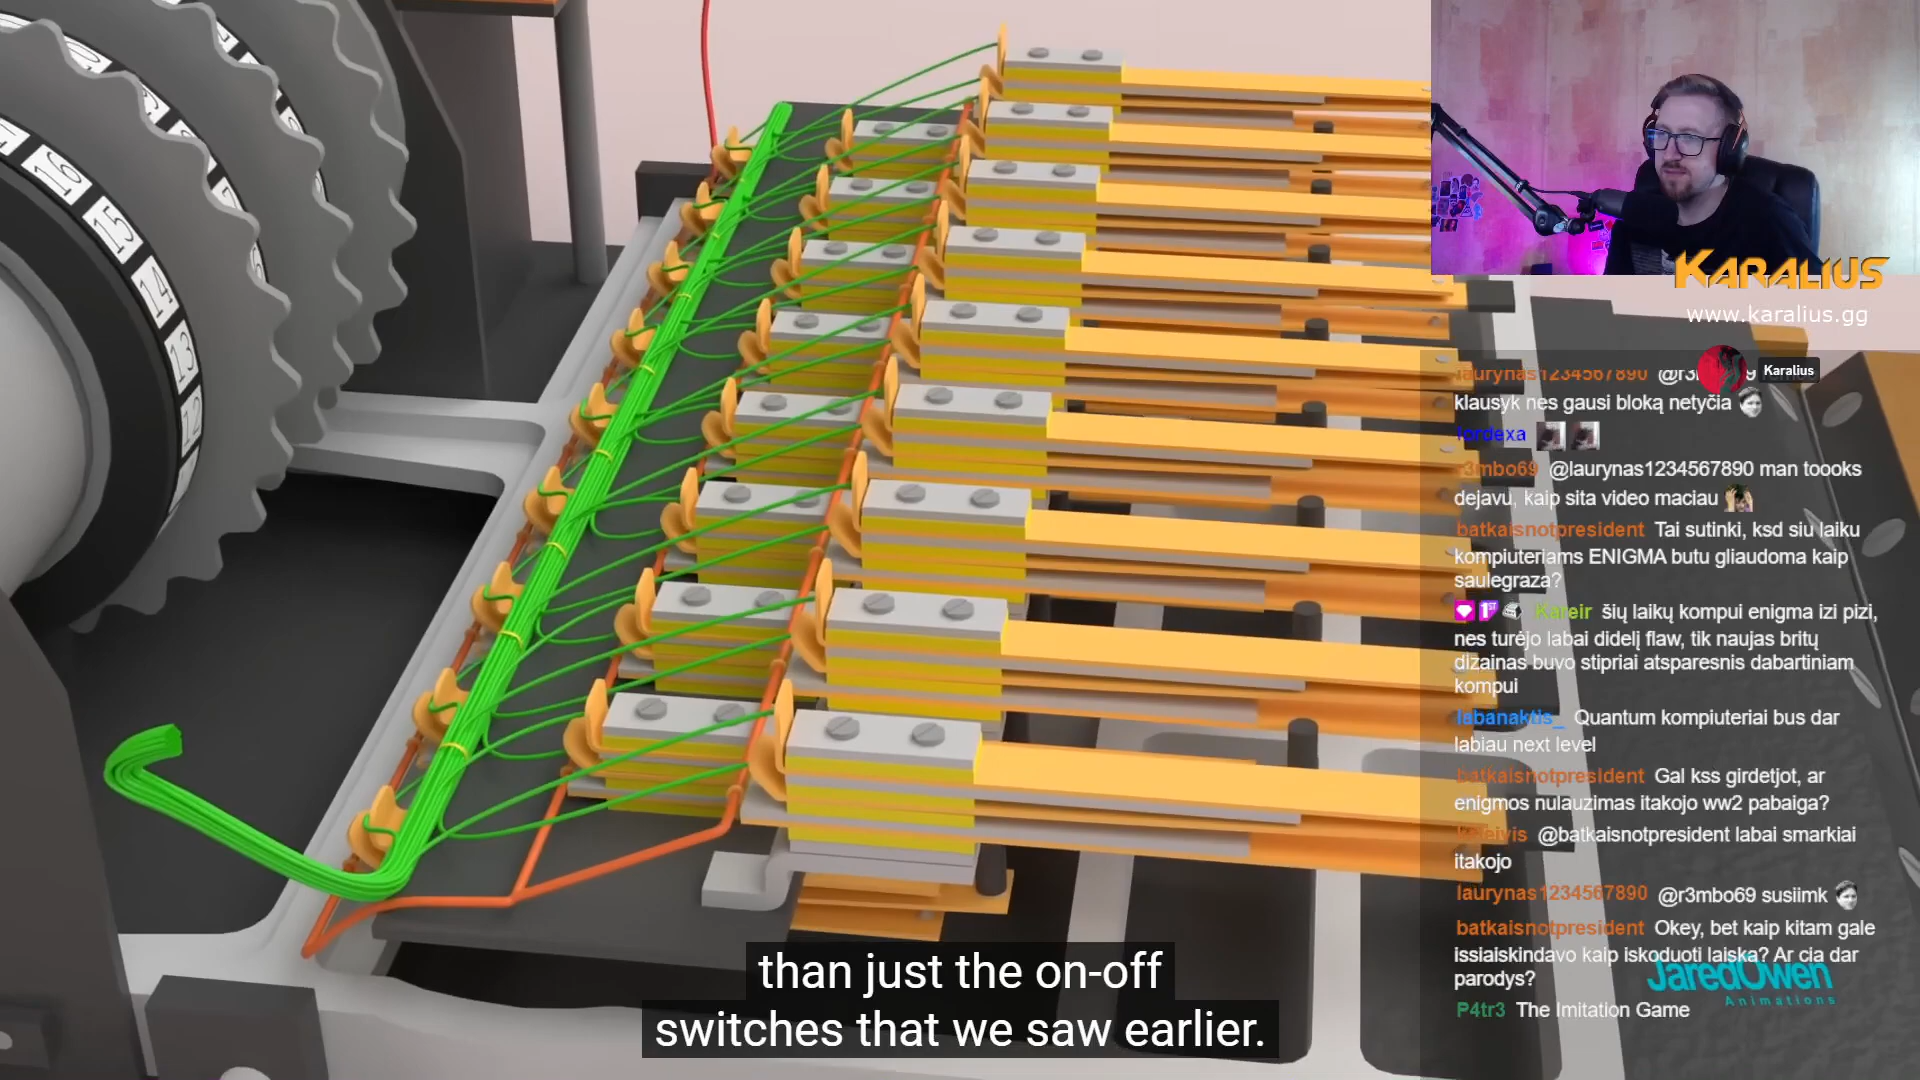 16
15
14
13
12
KARALIUS
www.karalius.gg
Karalius
laurynas1234567890
klausyk nes gausi bloką netyčia
lordexa
r3mbo69 @laurynas1234567890 man toooks
dejavu, kaip sita video maciau
batkaisnotpresident Tai sutinki, ksd siu laiku
kompiuteriams ENIGMA butu gliaudoma kaip
saulegraza?
1ST Kareir šių laikų kompui enigma izi pizi,
nes turėjo labai didelį flaw, tik naujas britų
dizainas buvo stipriai atsparesnis dabartiniam
kompui
labanaktis_ Quantum kompiuteriai bus dar
labiau next level
batkaisnotpresident Gal kss girdetjot, ar
enigmos nulauzimas itakojo ww2 pabaiga?
@batkaisnotpresident labai smarkiai
itakojo
laurynas1234567890 @r3mbo69 susiimk
batkaisnotpresident Okey, bet kaip kitam gale
issiaiskindavo kaip iskoduoti laiska? Ar cia dar
parodys?
JaredOwen
Animations
P4tr3 The Imitation Game
than just the on-off
switches that we saw earlier.